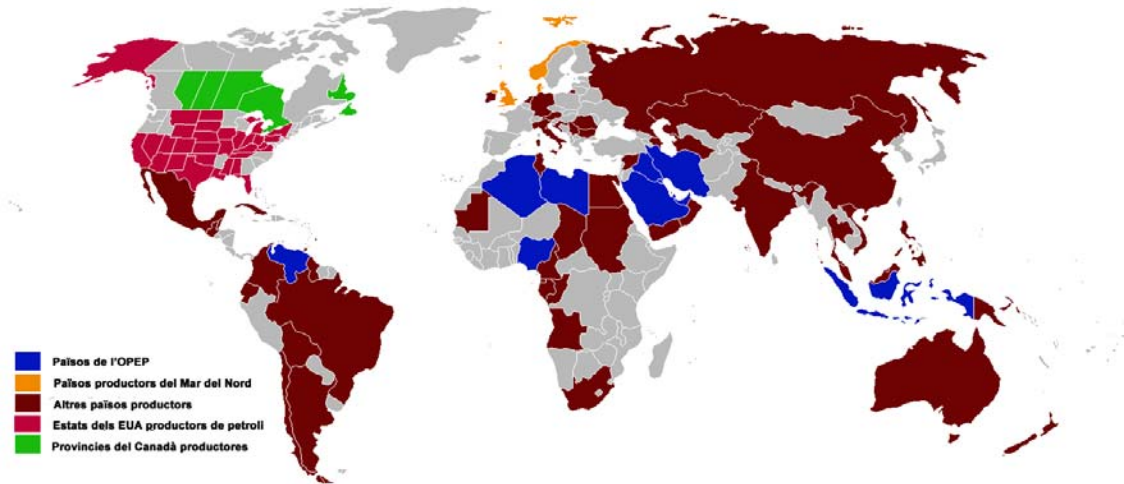 Països de l'OPEP
Països productors del Mar del Nord
Altres països productors
Estats dels EUA productors de petroli
Provincies del Canadà productores